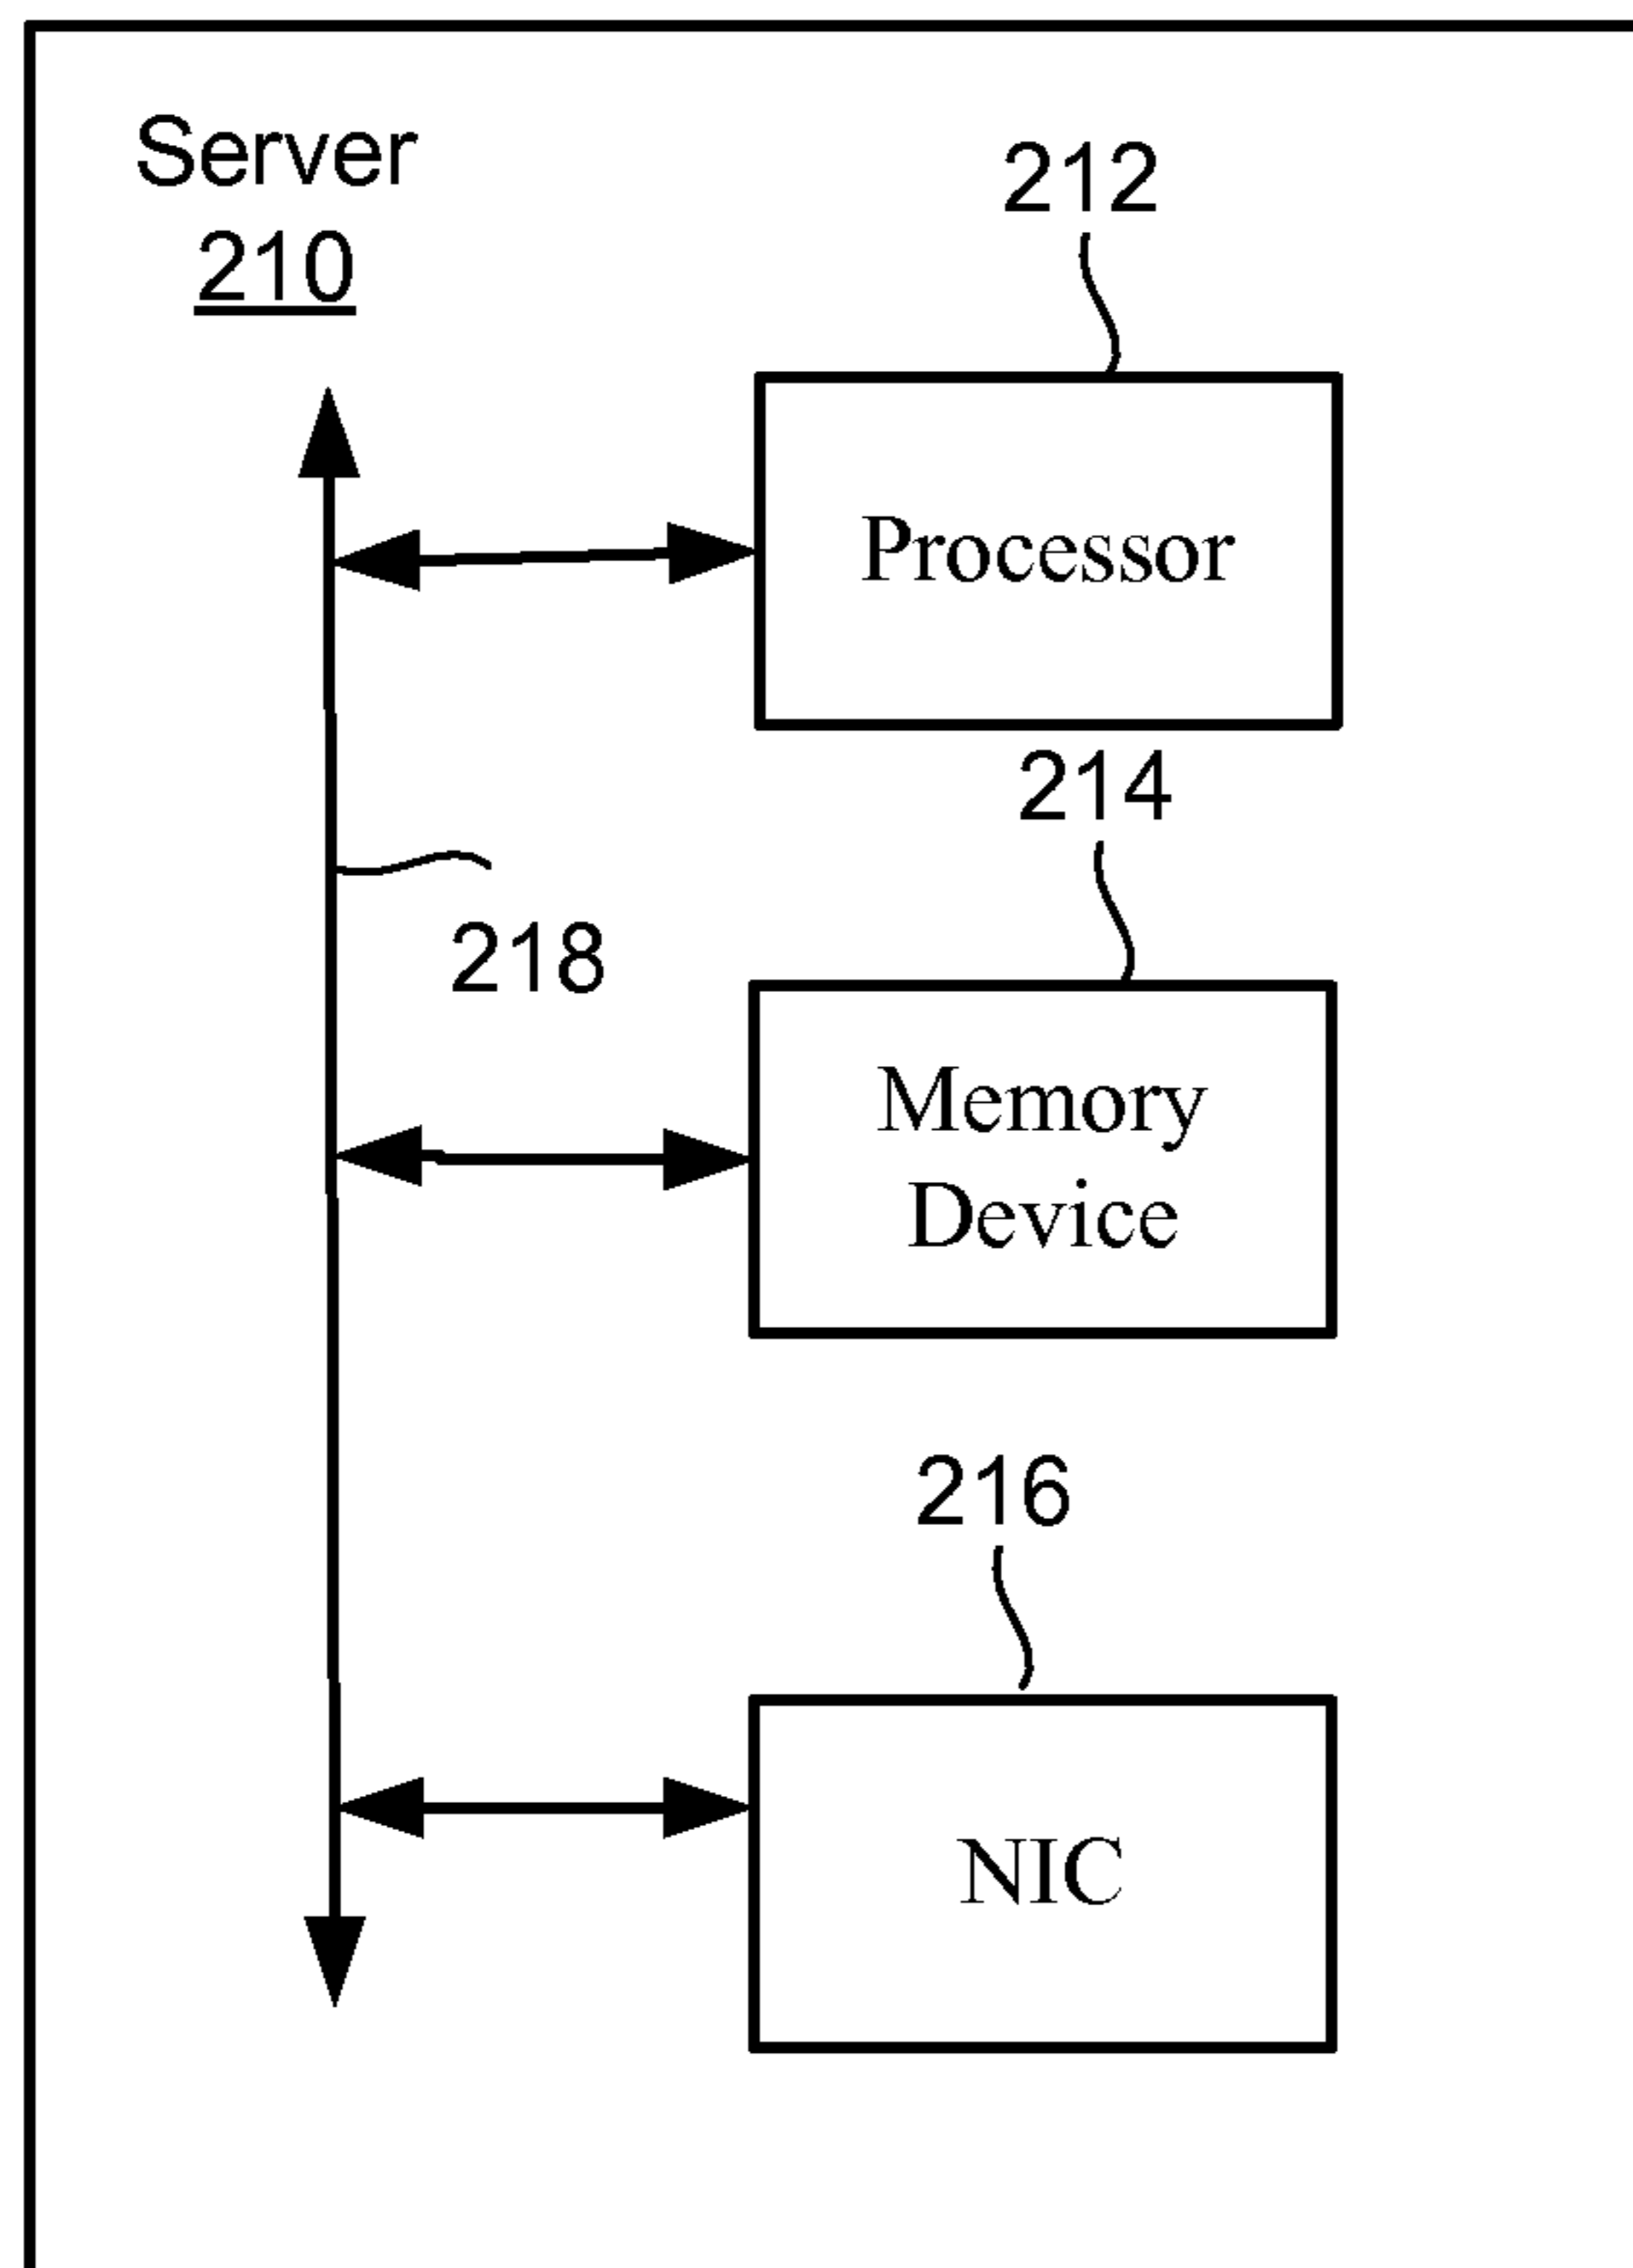 Server
210
212
Processor
214
218
Memory
Device
216
NIC